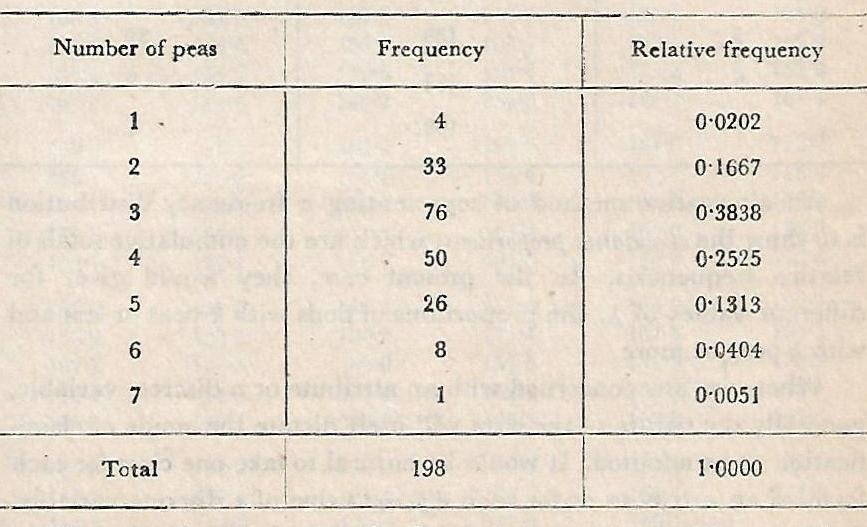 Number of peas Frequency Relative frequency
1 4 0·0202
2 33 0·1667
3 76 0·3838
4 50 0·2525
5 26 0·1313
6 8 0·0404
7 1 0·0051
Total 198 1·0000